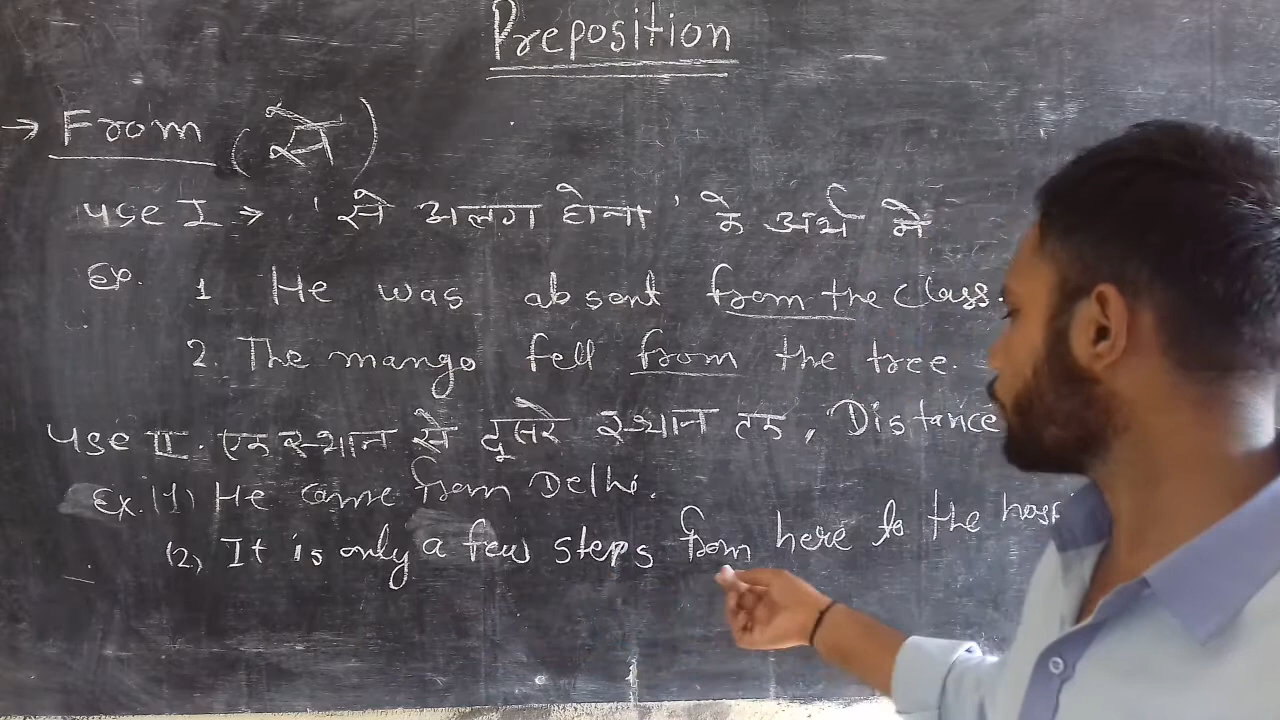 Preposition
→ From (से)
use I → 'से अलग होना' के अर्थ में
Ex. 1 He was absent from the class.
2. The mango fell from the tree.
use II. एक स्थान से दूसरे स्थान तक, Distance
Ex. (1) He came from Delhi.
(2) It is only a few steps from here to the